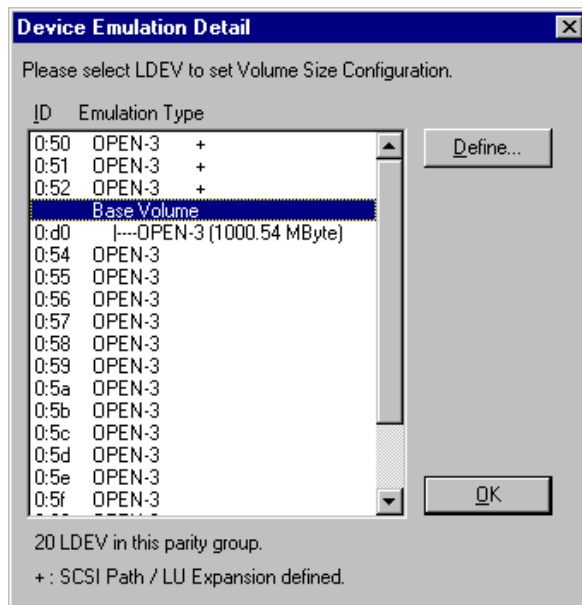 Device Emulation Detail
Please select LDEV to set Volume Size Configuration.
ID Emulation Type
0:50 OPEN-3 +
0:51 OPEN-3 +
0:52 OPEN-3 +
Base Volume
0:d0 |---OPEN-3 (1000.54 MByte)
0:54 OPEN-3
0:55 OPEN-3
0:56 OPEN-3
0:57 OPEN-3
0:58 OPEN-3
0:59 OPEN-3
0:5a OPEN-3
0:5b OPEN-3
0:5c OPEN-3
0:5d OPEN-3
0:5e OPEN-3
0:5f OPEN-3
Define...
OK
20 LDEV in this parity group.
+ : SCSI Path / LU Expansion defined.